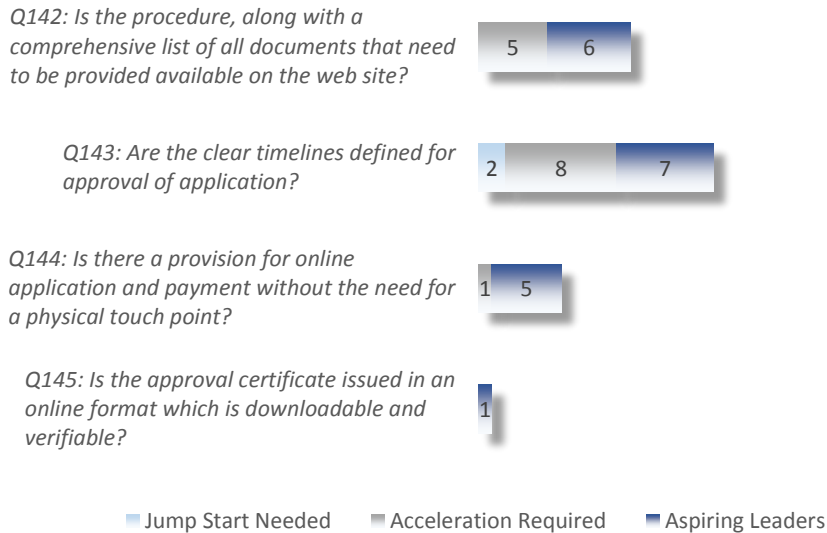 Q142: Is the procedure, along with a
comprehensive list of all documents that need
to be provided available on the web site?
5 6
Q143: Are the clear timelines defined for
approval of application?
2 8 7
Q144: Is there a provision for online
application and payment without the need for
a physical touch point?
1 5
Q145: Is the approval certificate issued in an
online format which is downloadable and
verifiable?
1
Jump Start Needed Acceleration Required Aspiring Leaders